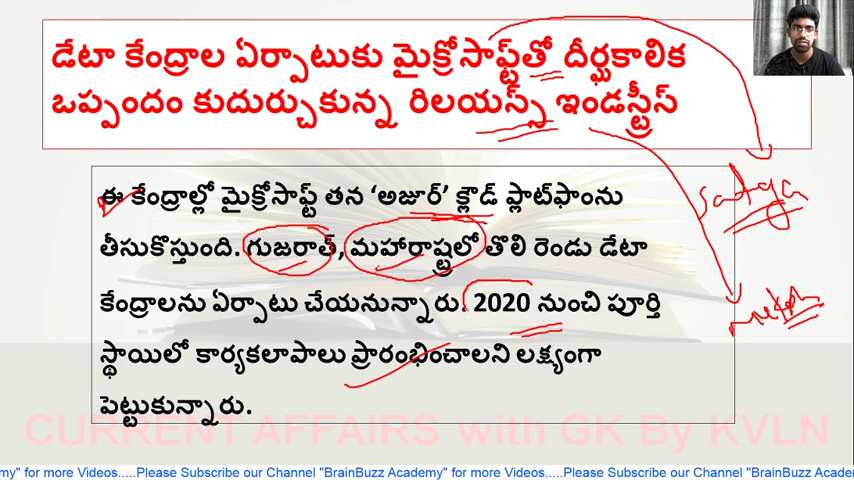 డేటా కేంద్రాల ఏర్పాటుకు మైక్రోసాఫ్ట్‌తో దీర్ఘకాలిక
ఒప్పందం కుదుర్చుకున్న రిలయన్స్ ఇండస్ట్రీస్
ఈ కేంద్రాల్లో మైక్రోసాఫ్ట్ తన ‘అజూర్’ క్లౌడ్ ప్లాట్‌ఫాంను
తీసుకొస్తుంది. గుజరాత్, మహారాష్ట్రలో తొలి రెండు డేటా
కేంద్రాలను ఏర్పాటు చేయనున్నారు. 2020 నుంచి పూర్తి
స్థాయిలో కార్యకలాపాలు ప్రారంభించాలని లక్ష్యంగా
పెట్టుకున్నారు.
satya
CURRENT AFFAIRS with GK By KVLN
my" for more Videos.....Please Subscribe our Channel "BrainBuzz Academy" for more Videos.....Please Subscribe our Channel "BrainBuzz Acade